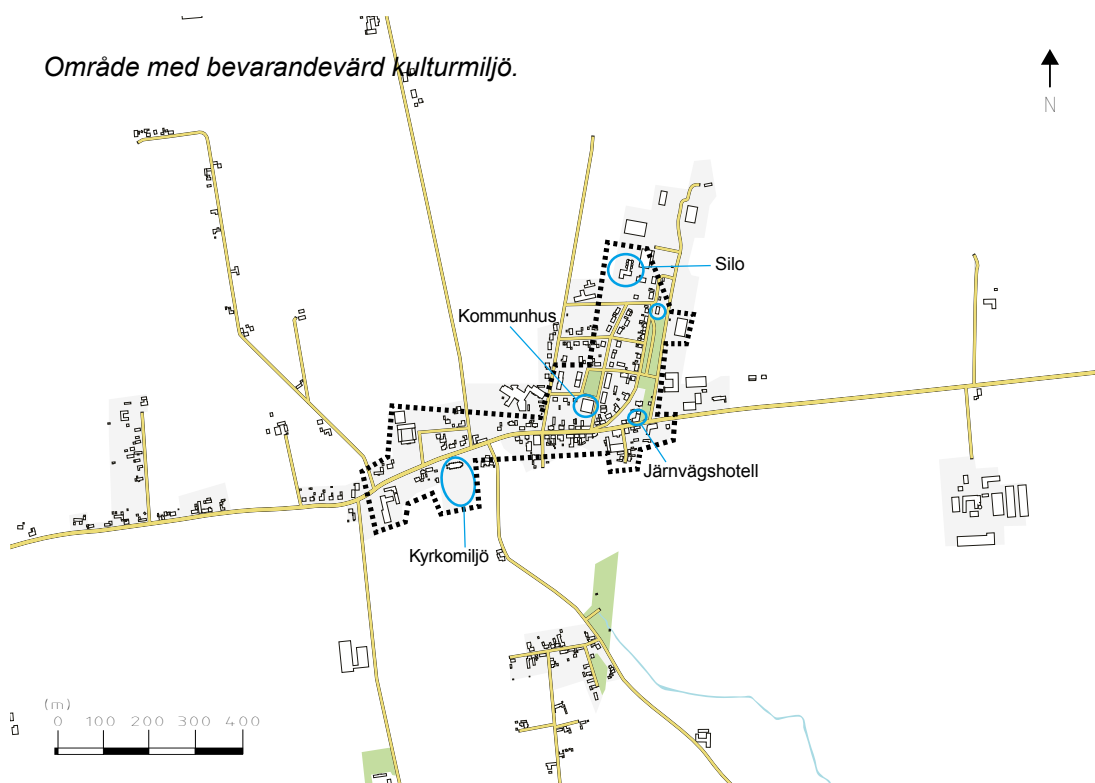 Område med bevarandevärd kulturmiljö.
N
Silo
Kommunhus
Järnvägshotell
Kyrkomiljö
(m)
0 100 200 300 400